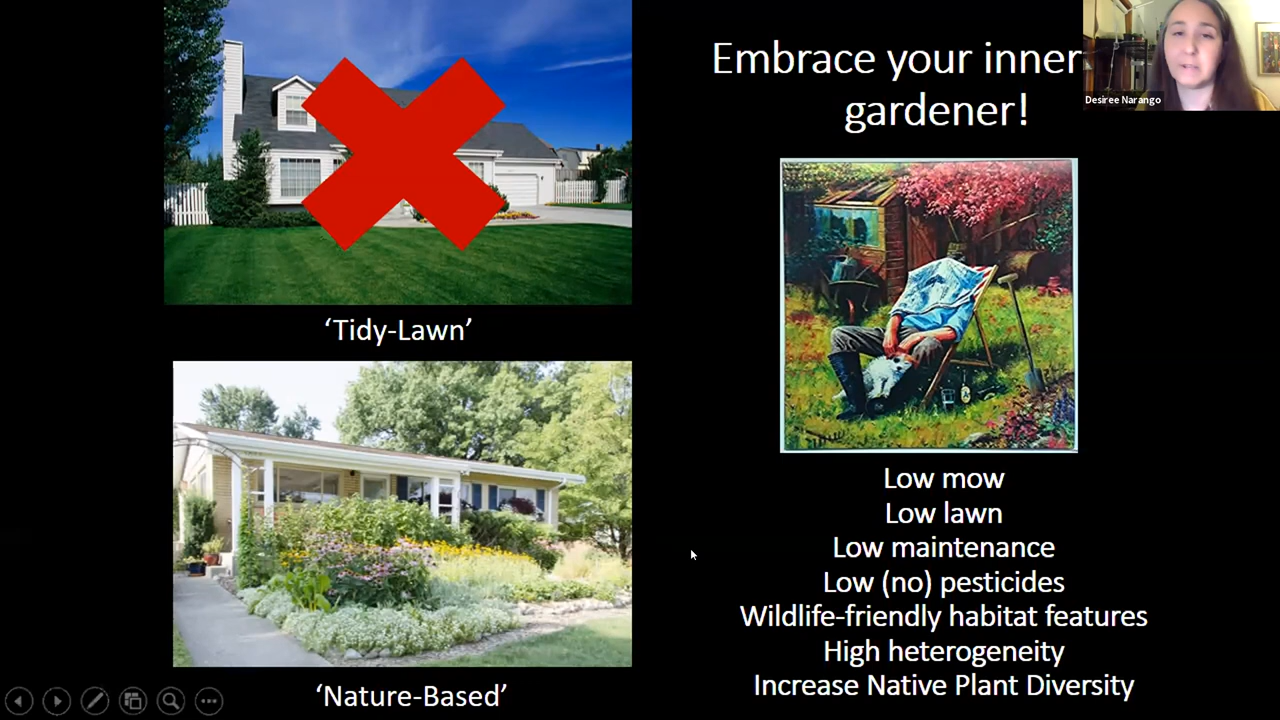 Embrace your inner
gardener!
Desiree Narango
‘Tidy-Lawn’
‘Nature-Based’
Low mow
Low lawn
Low maintenance
Low (no) pesticides
Wildlife-friendly habitat features
High heterogeneity
Increase Native Plant Diversity